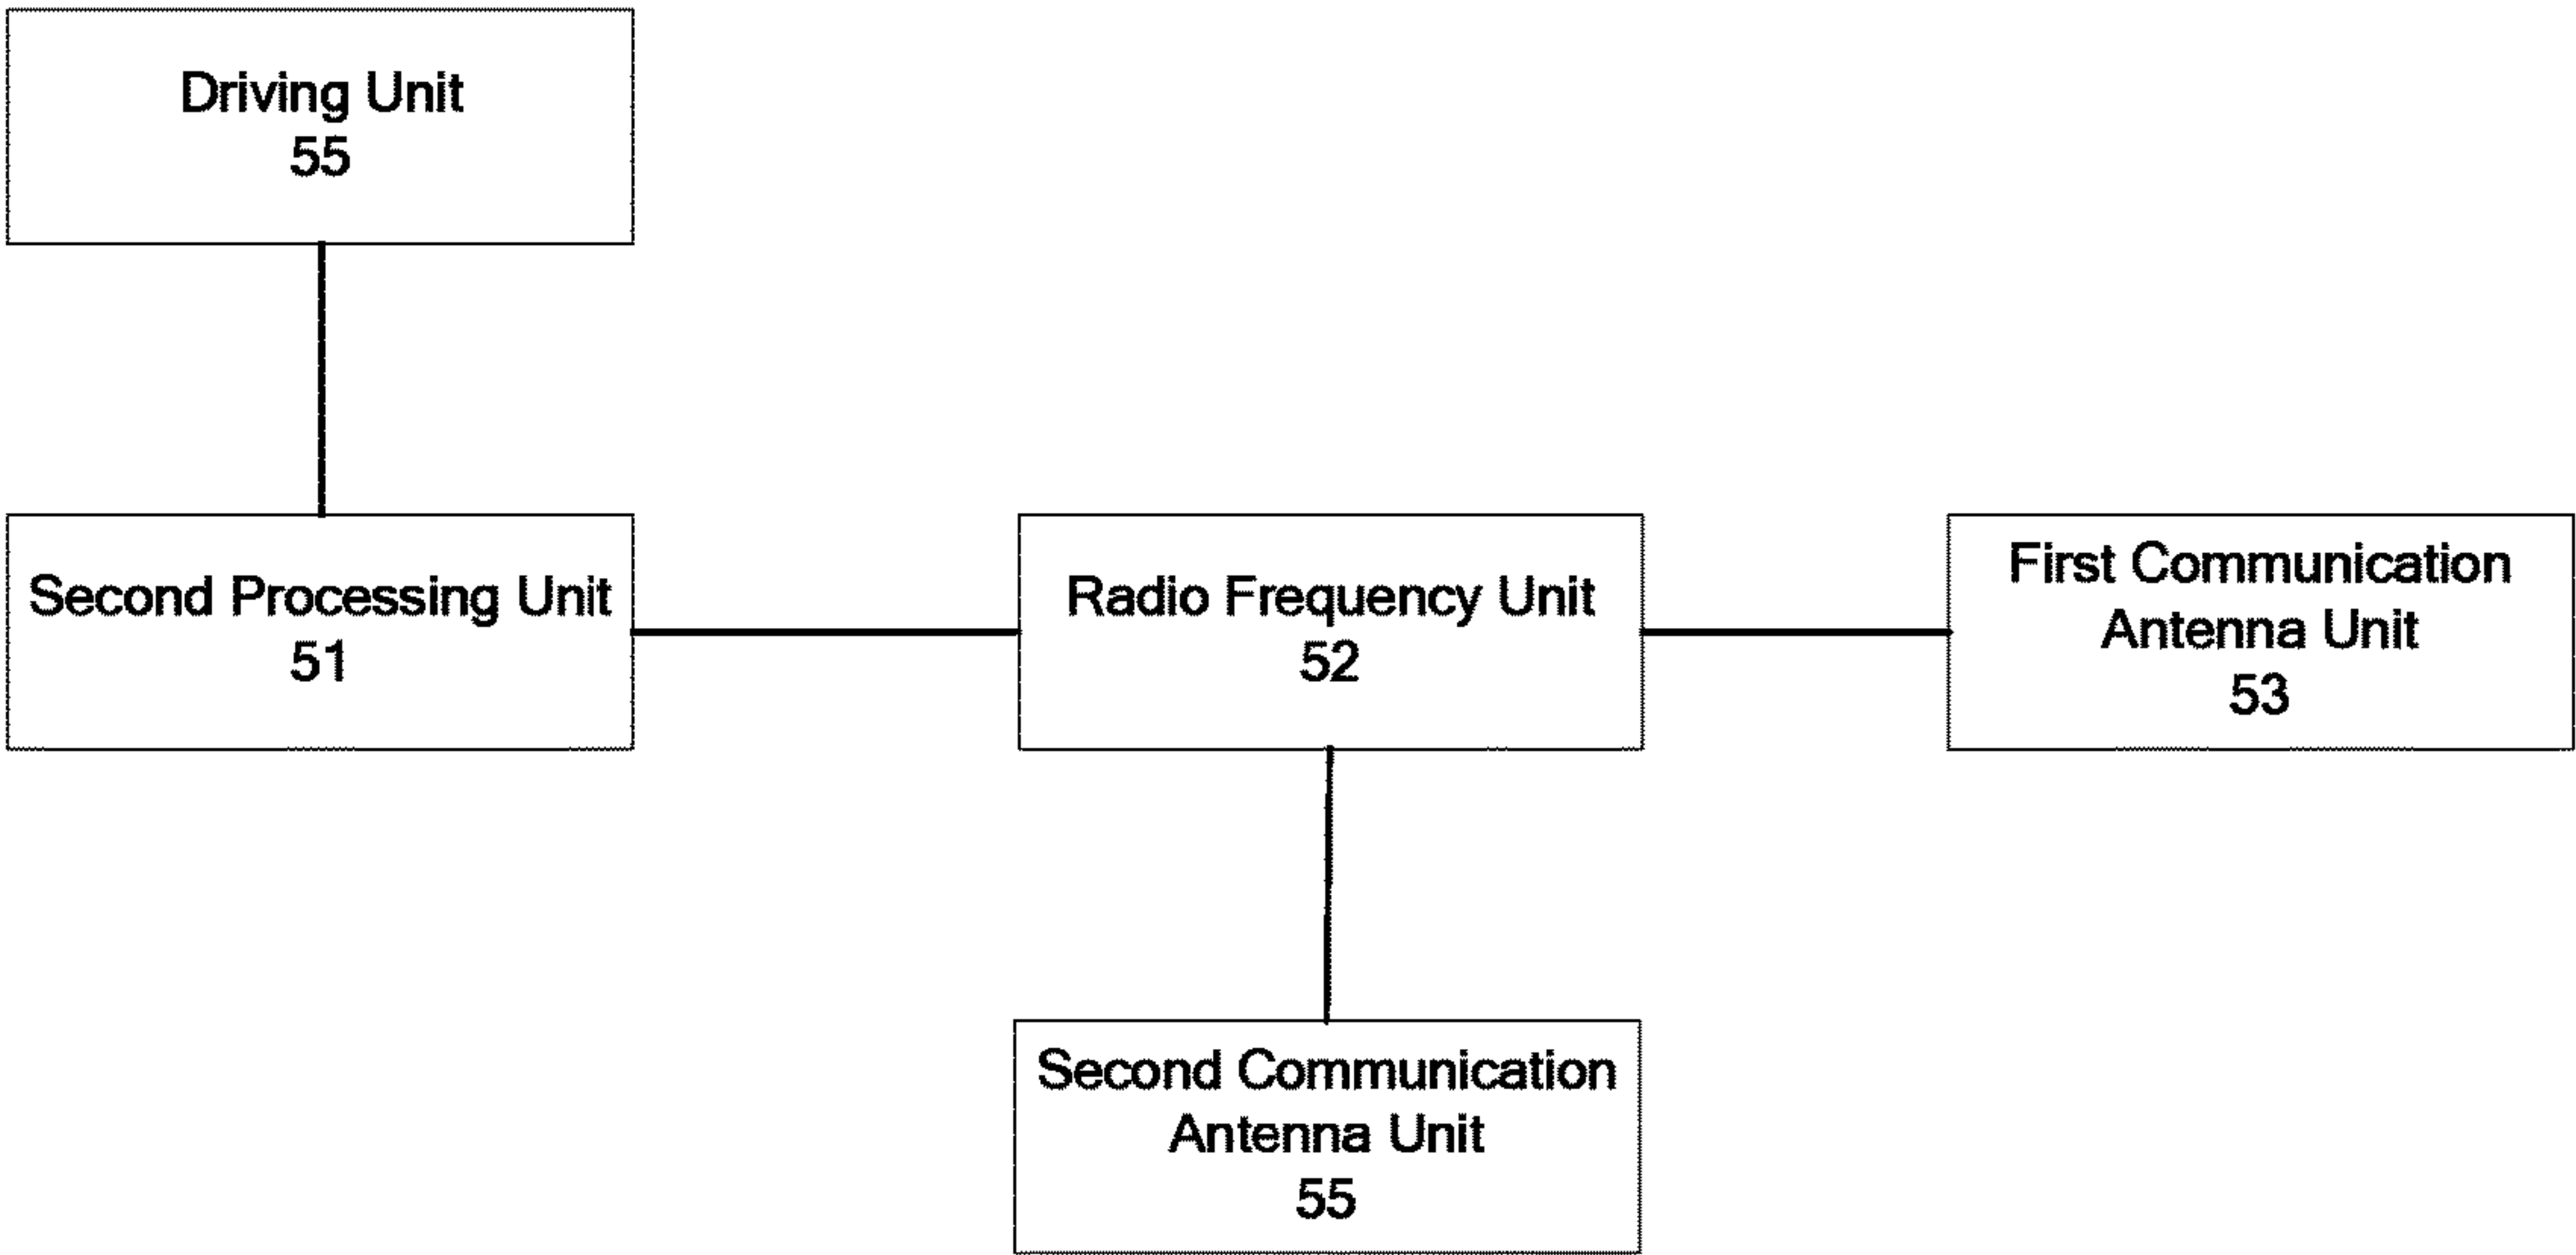 Driving Unit
55
Second Processing Unit
51
Radio Frequency Unit
52
First Communication
Antenna Unit
53
Second Communication
Antenna Unit
55